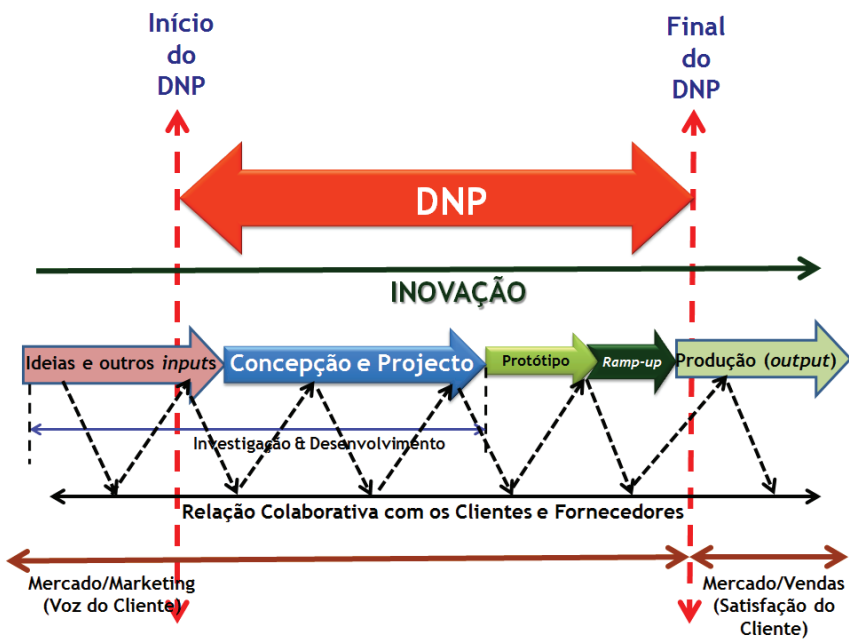 Início
do
DNP
Final
do
DNP
DNP
INOVAÇÃO
Ideias e outros inputs
Concepção e Projecto
Protótipo
Ramp-up
Produção (output)
Investigação & Desenvolvimento
Relação Colaborativa com os Clientes e Fornecedores
Mercado/Marketing
(Voz do Cliente)
Mercado/Vendas
(Satisfação do
Cliente)